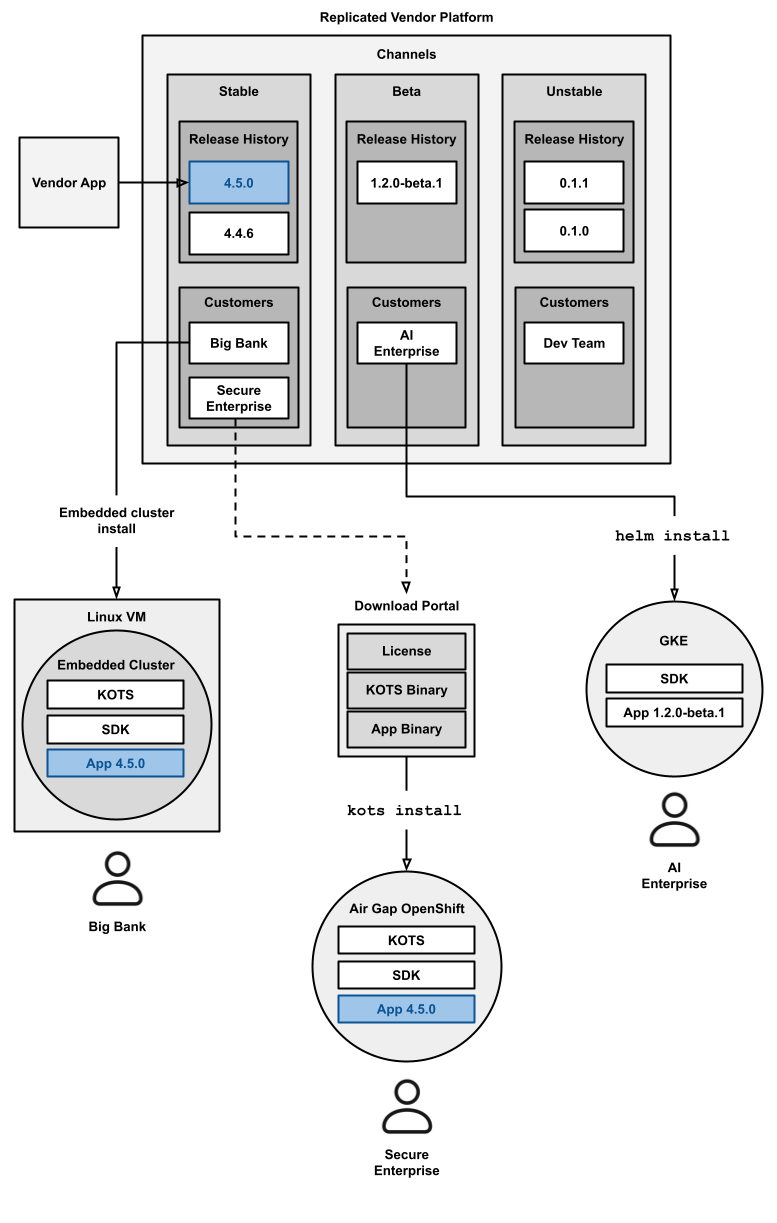 Replicated Vendor Platform
Channels
Stable
Release History
4.5.0
4.4.6
Customers
Big Bank
Secure
Enterprise
Beta
Release History
1.2.0-beta.1
Customers
AI
Enterprise
Unstable
Release History
0.1.1
0.1.0
Customers
Dev Team
Vendor App
Embedded cluster
install
Linux VM
Embedded Cluster
KOTS
SDK
App 4.5.0
Big Bank
Download Portal
License
KOTS Binary
App Binary
kots install
Air Gap OpenShift
KOTS
SDK
App 4.5.0
Secure
Enterprise
helm install
GKE
SDK
App 1.2.0-beta.1
AI
Enterprise